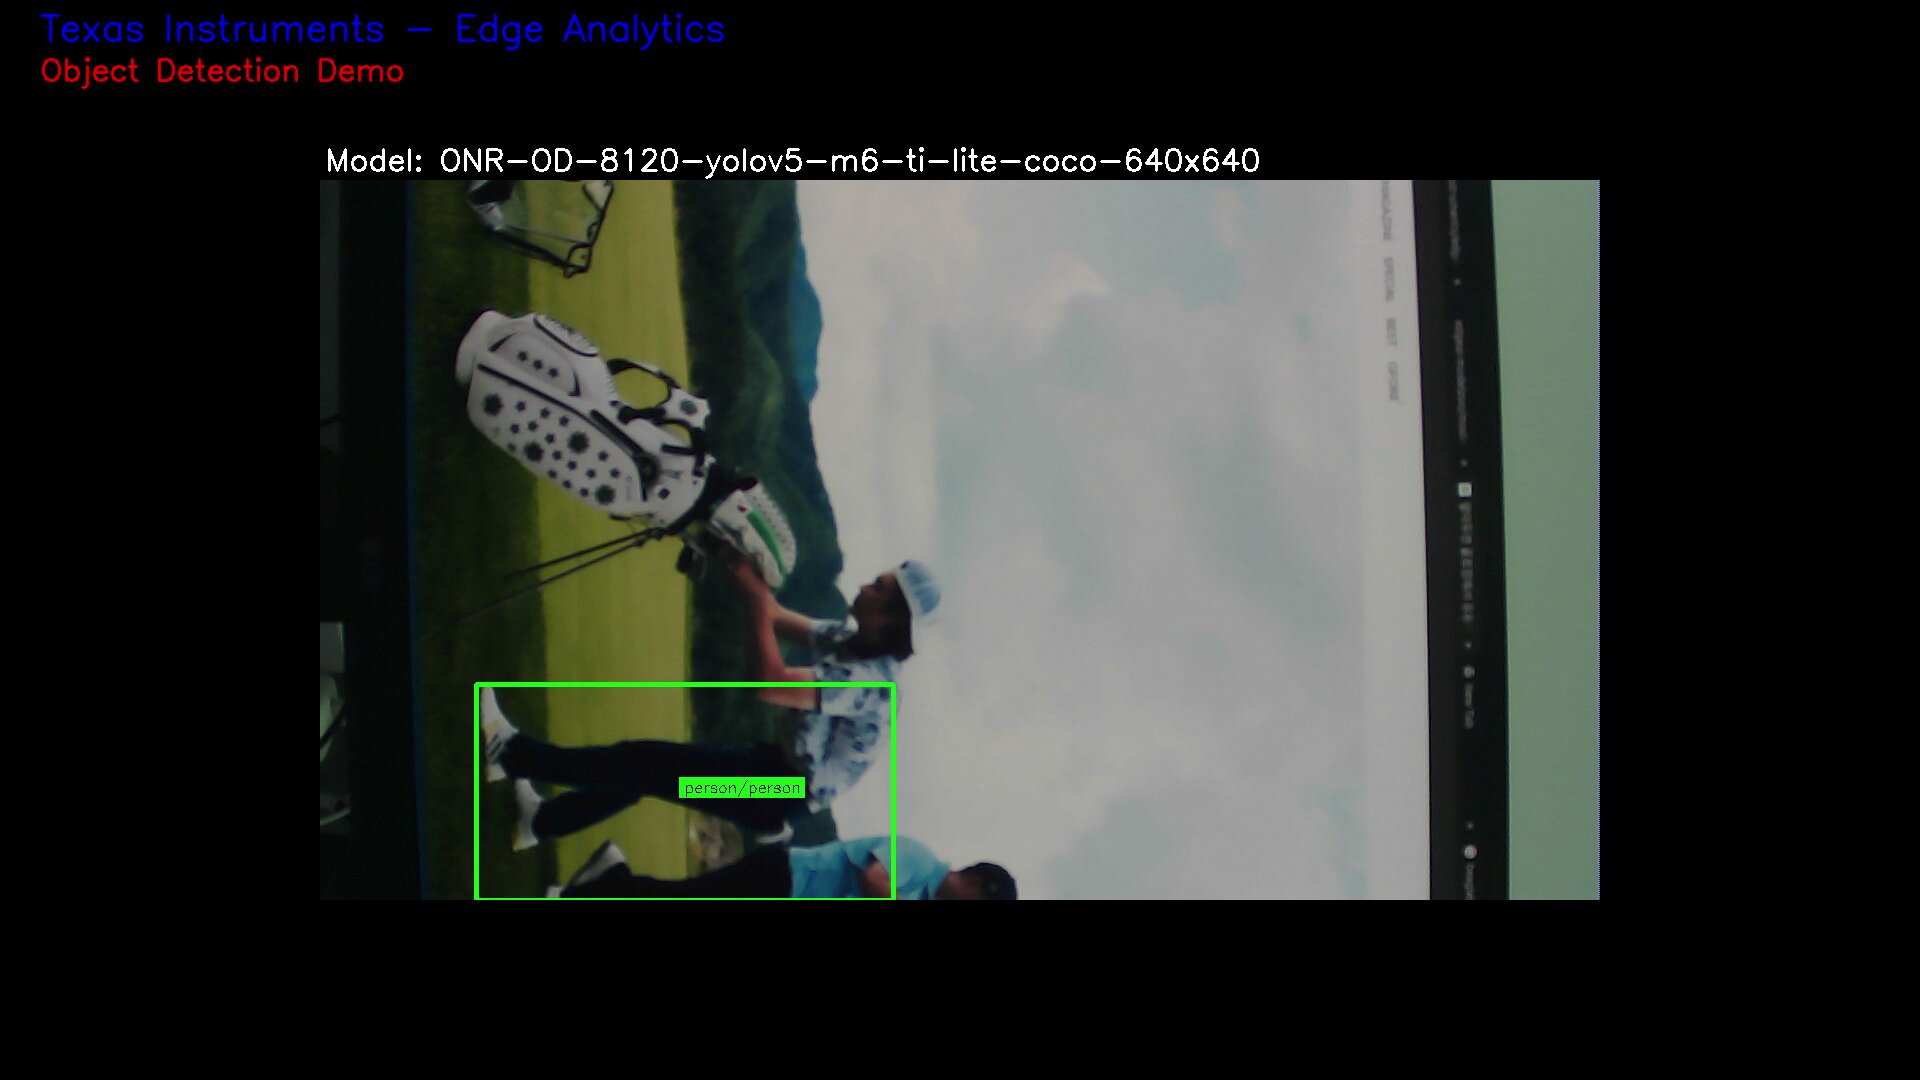 Texas Instruments - Edge Analytics
Object Detection Demo
Model: ONR-OD-8120-yolov5-m6-ti-lite-coco-640x640
SPECIAL
person/person